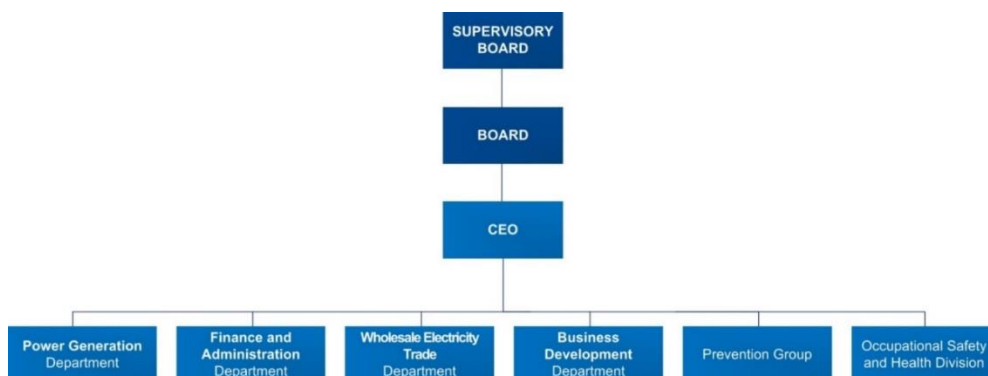 SUPERVISORY
BOARD
BOARD
CEO
Power Generation
Department
Finance and
Administration
Department
Wholesale Electricity
Trade
Department
Business
Development
Department
Prevention Group
Occupational Safety
and Health Division